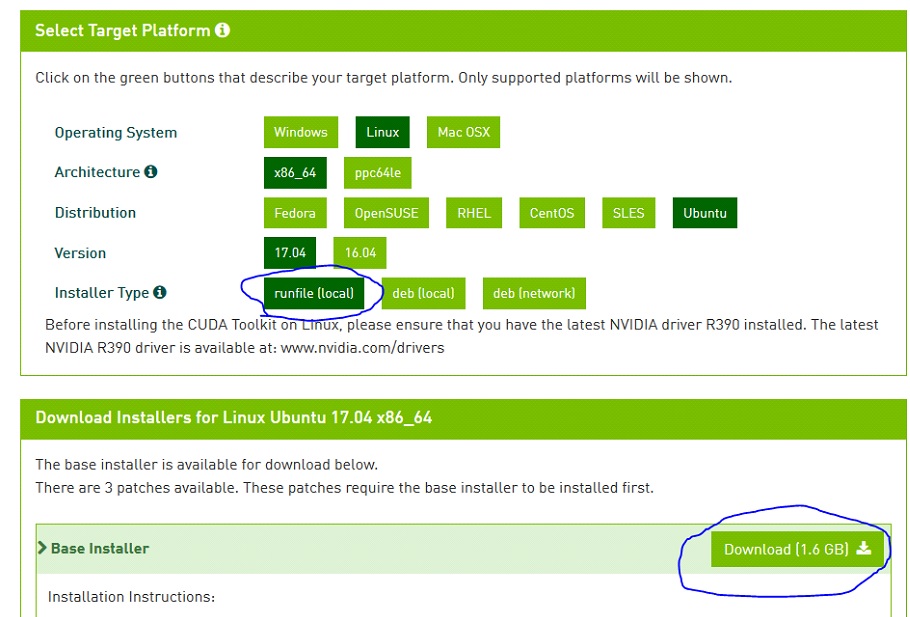 Select Target Platform
Click on the green buttons that describe your target platform. Only supported platforms will be shown.
Operating System Windows Linux Mac OSX
Architecture x86_64 ppc64le
Distribution Fedora OpenSUSE RHEL CentOS SLES Ubuntu
Version 17.04 16.04
Installer Type runfile (local) deb (local) deb (network)
Before installing the CUDA Toolkit on Linux, please ensure that you have the latest NVIDIA driver R390 installed. The latest
NVIDIA R390 driver is available at: www.nvidia.com/drivers
Download Installers for Linux Ubuntu 17.04 x86_64
The base installer is available for download below.
There are 3 patches available. These patches require the base installer to be installed first.
Base Installer Download (1.6 GB)
Installation Instructions: